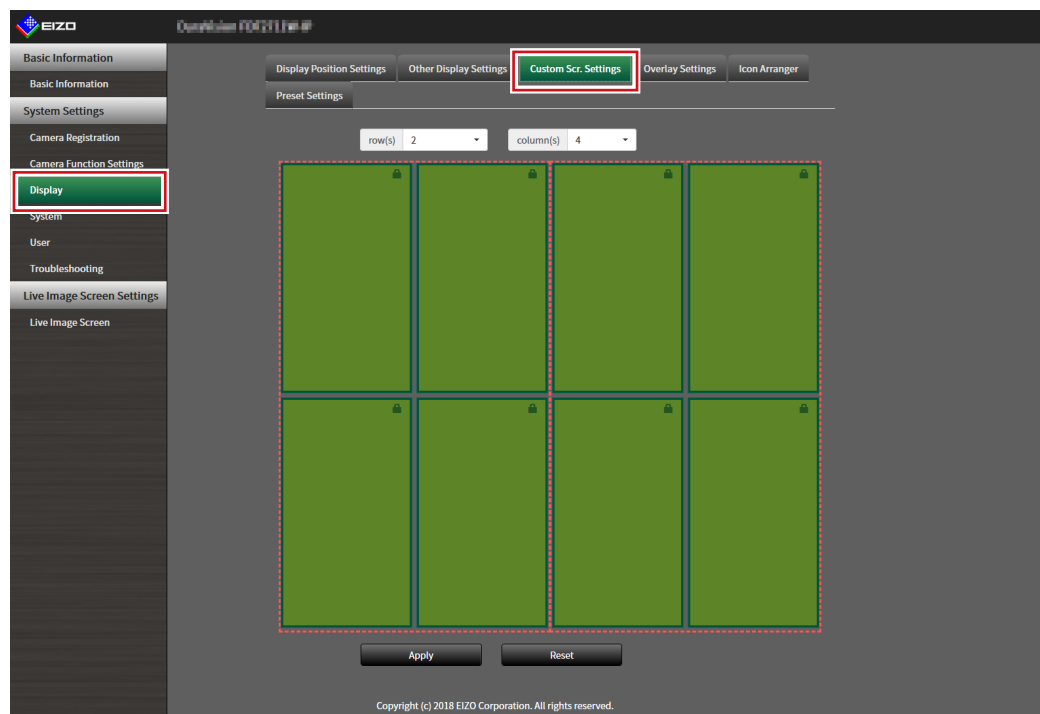 EIZO
Basic Information
Basic Information
System Settings
Camera Registration
Camera Function Settings
Display
System
User
Troubleshooting
Live Image Screen Settings
Live Image Screen
Display Position Settings Other Display Settings Custom Scr. Settings Overlay Settings Icon Arranger
Preset Settings
row(s) 2 column(s) 4
Apply Reset
Copyright (c) 2018 EIZO Corporation. All rights reserved.